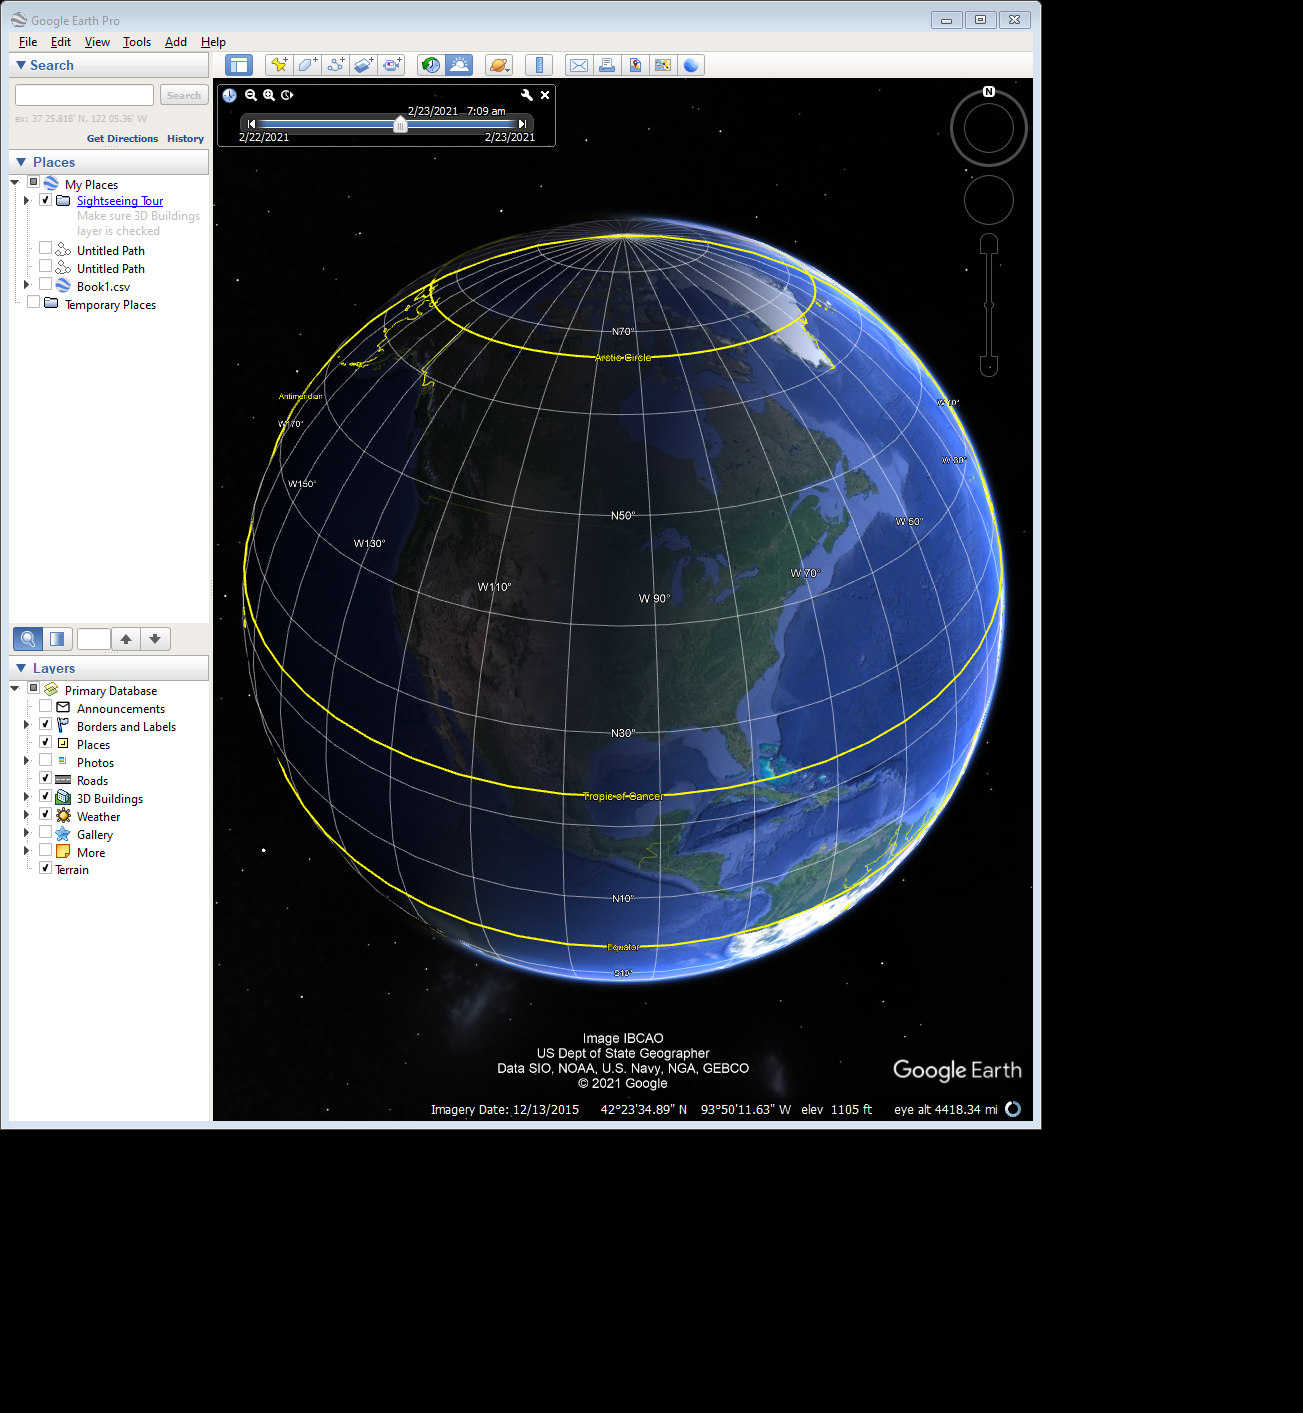 Google Earth Pro
File Edit View Tools Add Help
Search
Search
ex: 37 25.818' N, 122 05.36' W
Get Directions History
Places
My Places
Sightseeing Tour
Make sure 3D Buildings
layer is checked
Untitled Path
Untitled Path
Book1.csv
Temporary Places
Layers
Primary Database
Announcements
Borders and Labels
Places
Photos
Roads
3D Buildings
Weather
Gallery
More
Terrain
2/23/2021 7:09 am
2/22/2021 2/23/2021
N
N70°
Arctic Circle
Antimeridian
W170°
W 30°
W150°
N50°
W 50°
W130°
W 70°
W110°
W 90°
N30°
Tropic of Cancer
N10°
Equator
S10°
Image IBCAO
US Dept of State Geographer
Data SIO, NOAA, U.S. Navy, NGA, GEBCO
© 2021 Google
Google Earth
Imagery Date: 12/13/2015 42°23'34.89" N 93°50'11.63" W elev 1105 ft eye alt 4418.34 mi